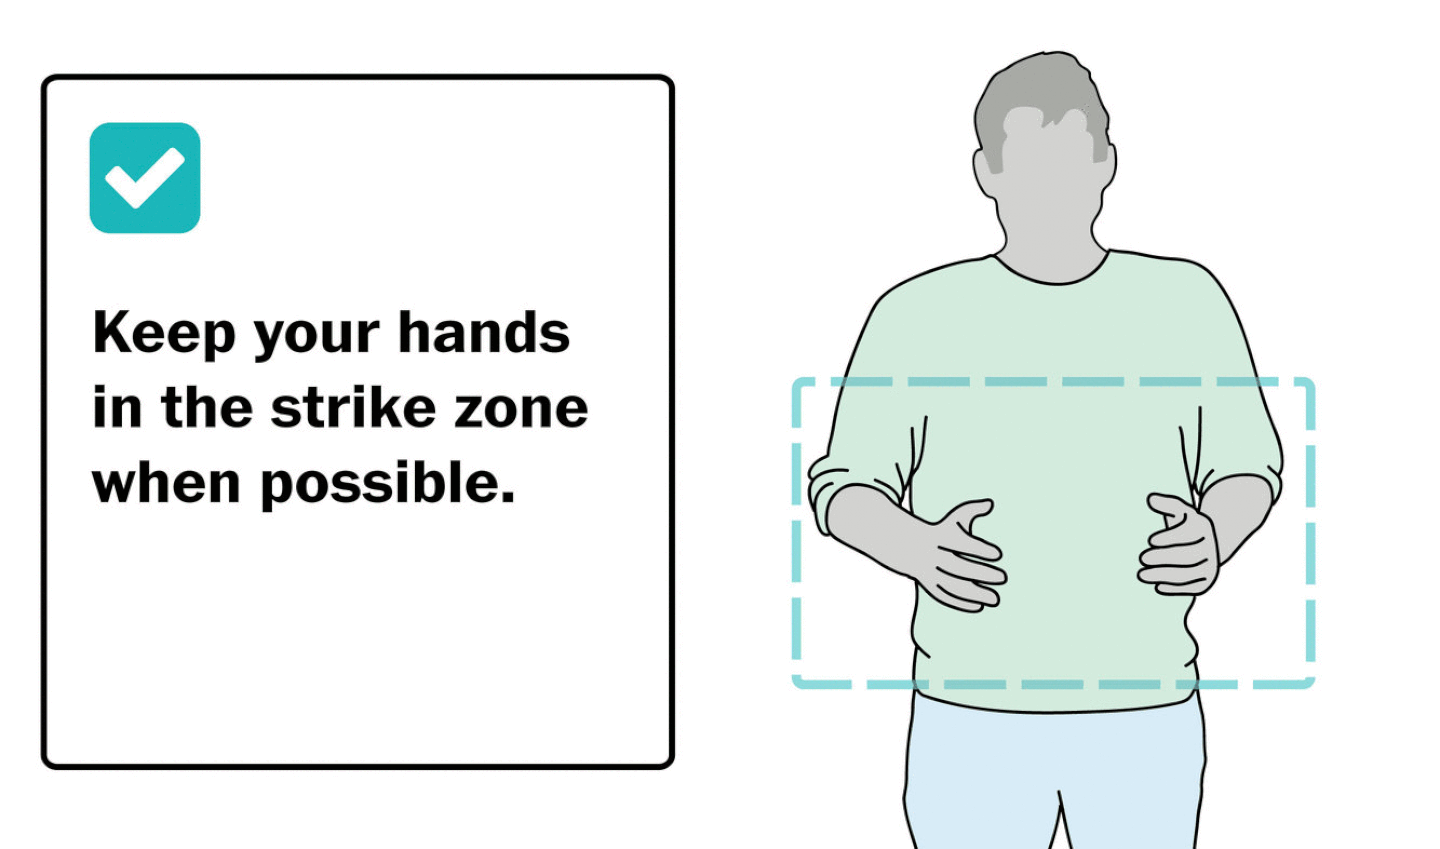 Keep your hands
in the strike zone
when possible.